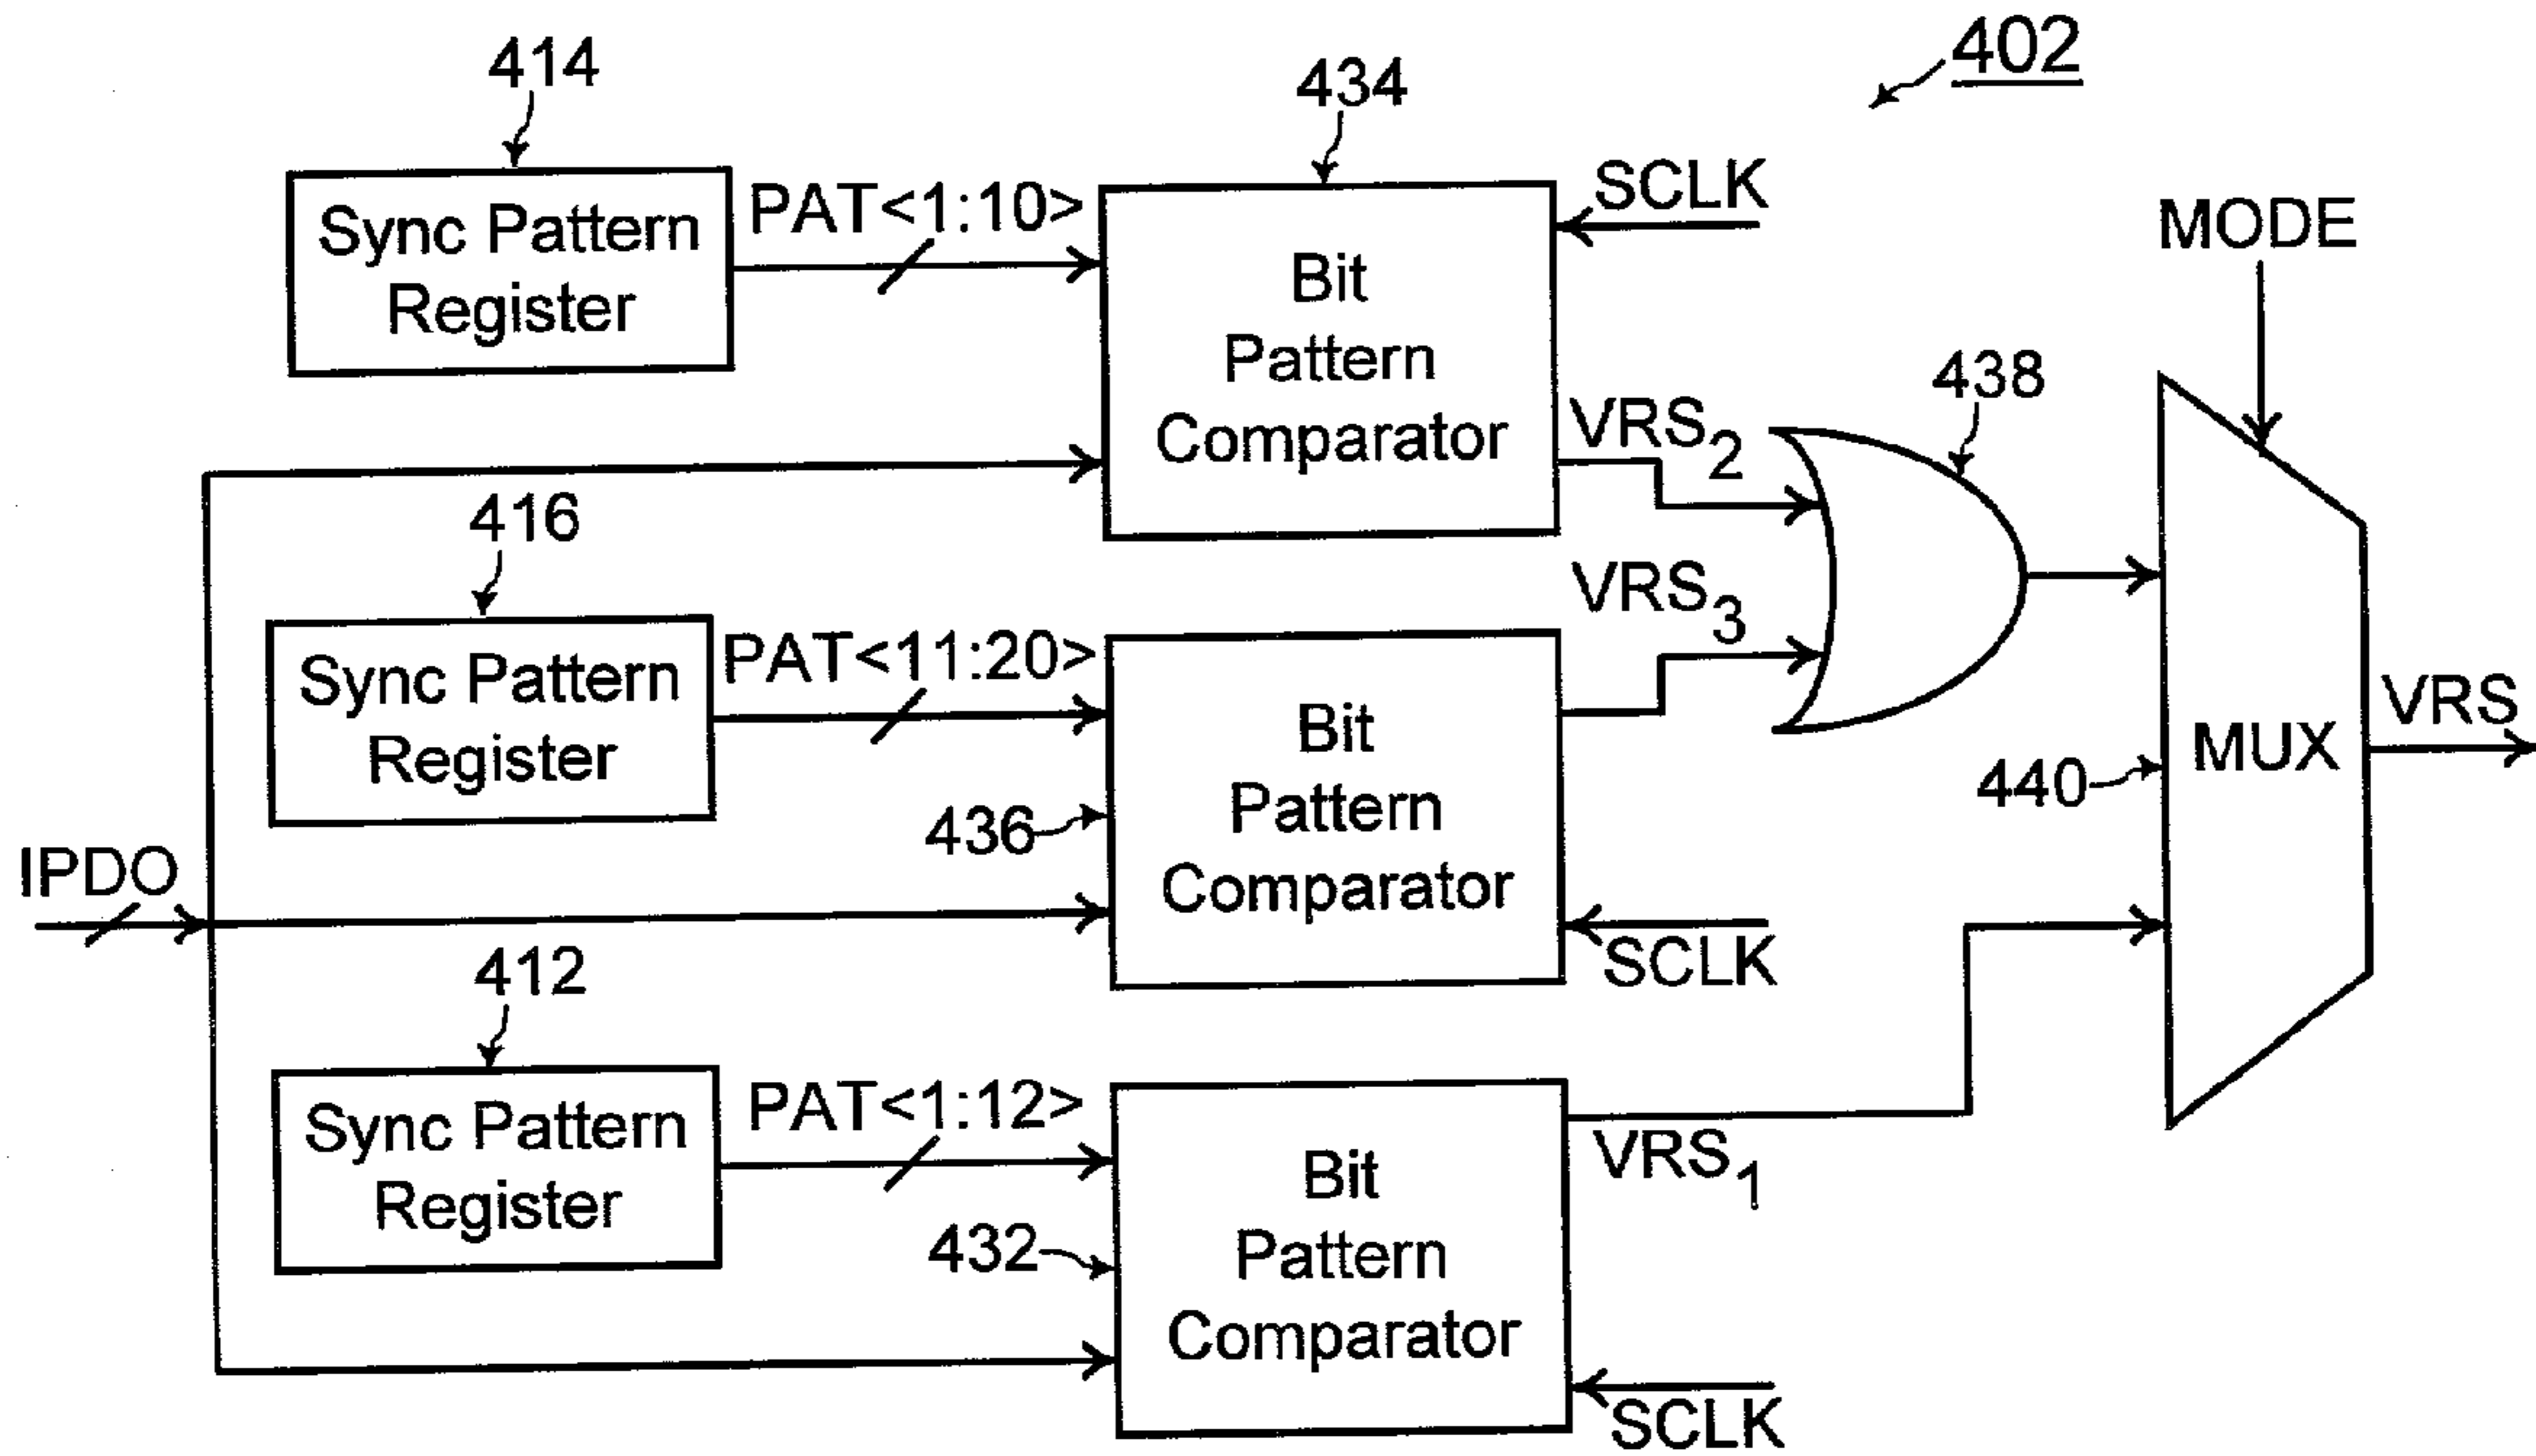 402
414
434
Sync Pattern
Register
PAT<1:10>
SCLK
MODE
Bit
Pattern
Comparator
VRS2
438
416
Sync Pattern
Register
PAT<11:20>
VRS3
Bit
Pattern
Comparator
436
SCLK
IPDO
MUX
440
VRS
412
Sync Pattern
Register
PAT<1:12>
Bit
Pattern
Comparator
432
VRS1
SCLK